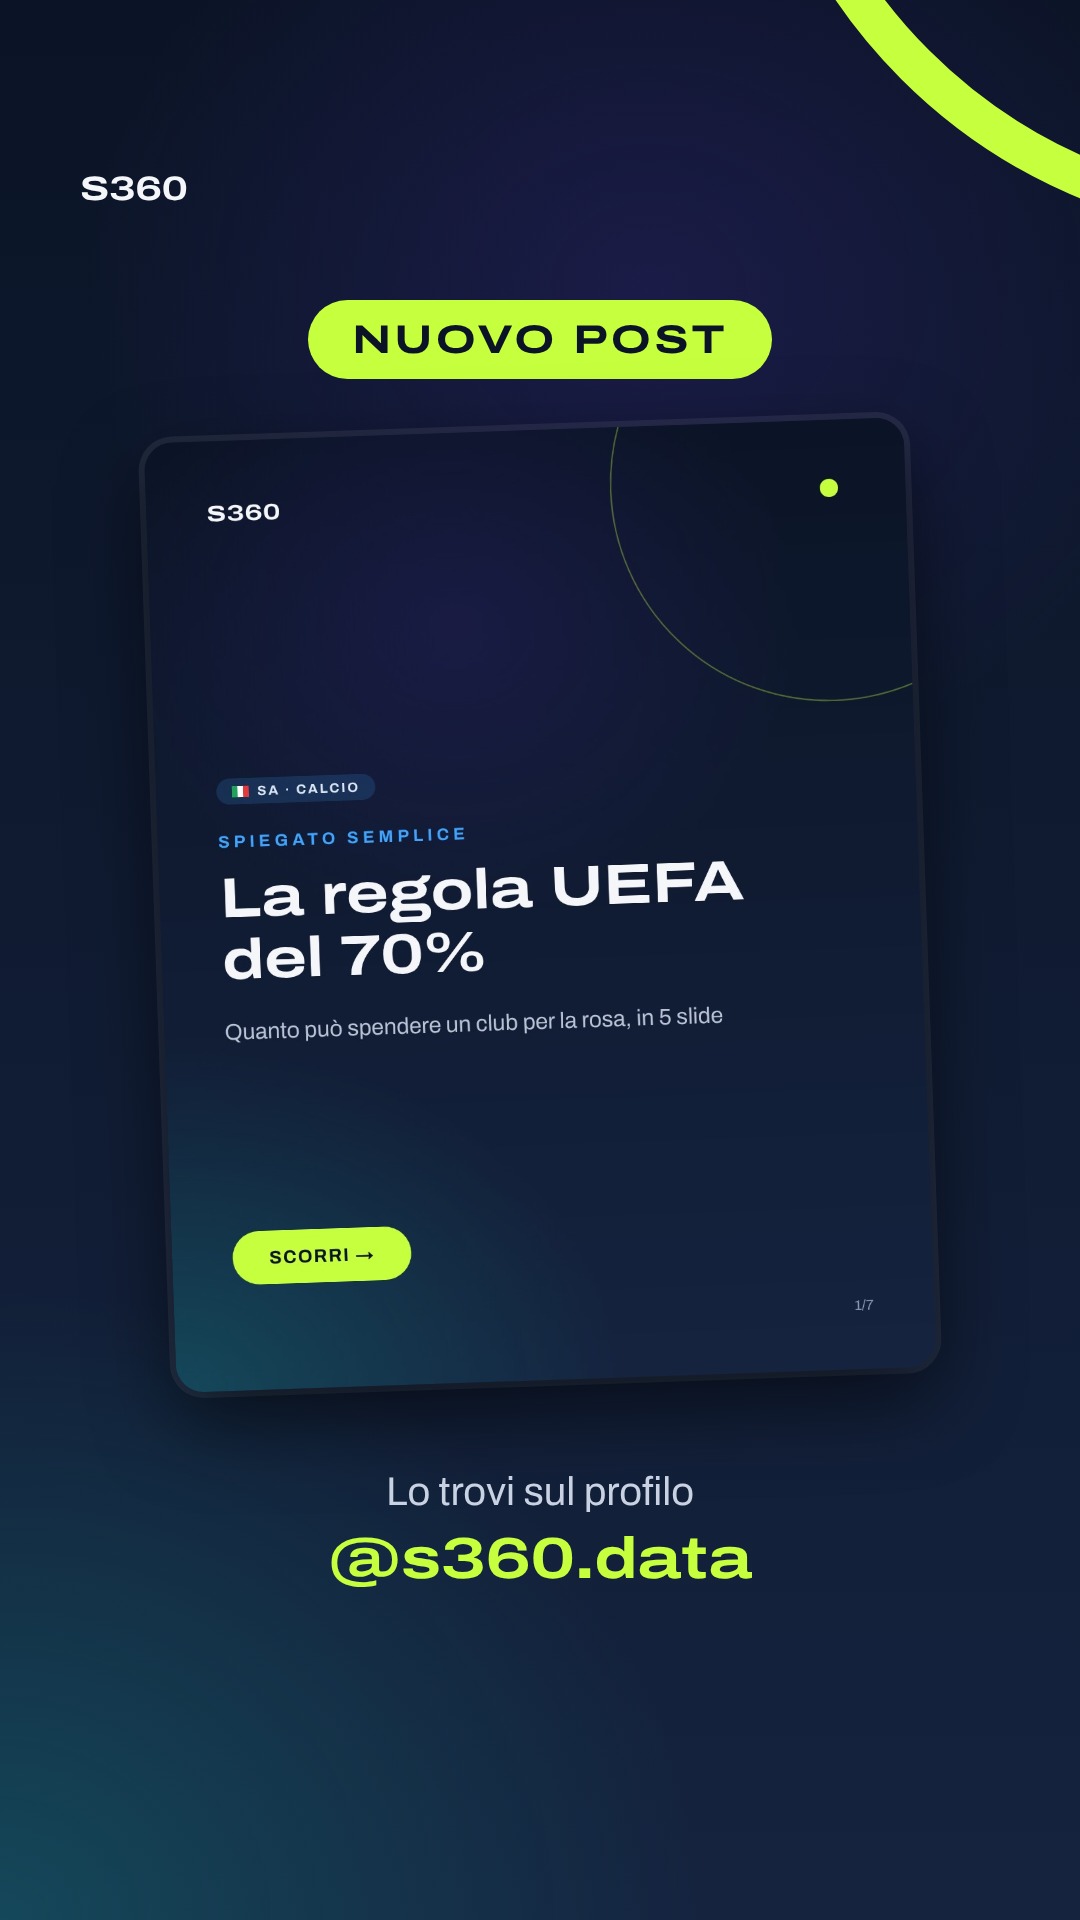 S360
NUOVO POST
S360
SA · CALCIO
SPIEGATO SEMPLICE
La regola UEFA
del 70%
Quanto può spendere un club per la rosa, in 5 slide
SCORRI →
1/7
Lo trovi sul profilo
@s360.data